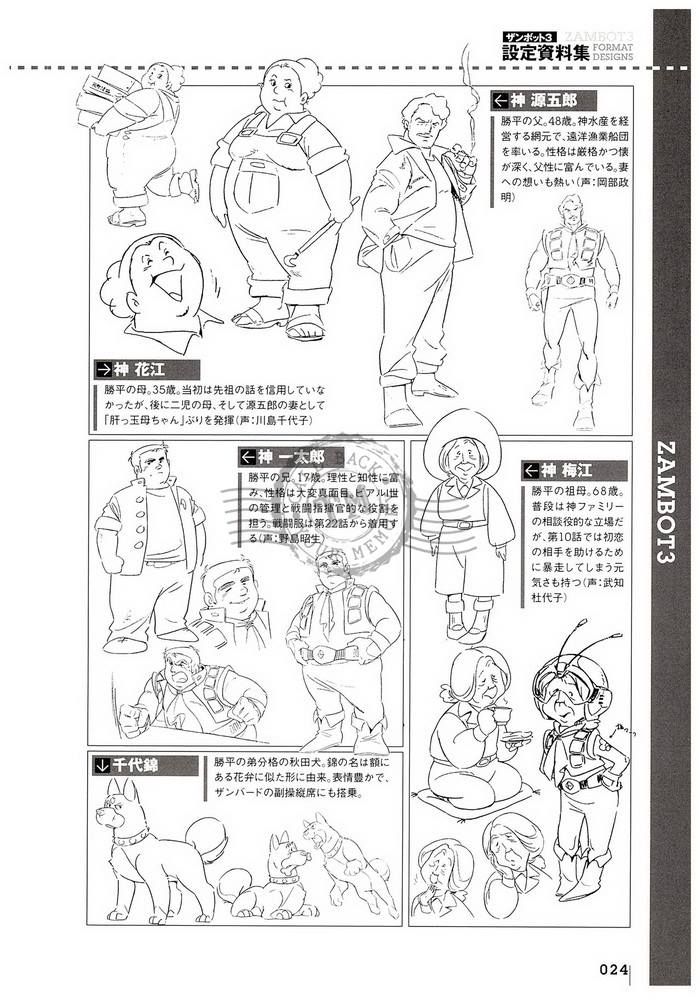 ザンボット3
設定資料集
ZAMBOT3
FORMAT
DESIGNS
←神 源五郎
勝平の父。48歳。神水産を経
営する網元で、遠洋漁業船団
を率いる。性格は厳格かつ懐
が深く、父性に富んでいる。妻
への想いも熱い(声:岡部政
明)
→神 花江
勝平の母。35歳。当初は先祖の話を信用していな
かったが、後に二児の母、そして源五郎の妻として
「肝っ玉母ちゃん」ぶりを発揮(声:川島千代子)
←神 一太郎
勝平の兄。17歳。理性と知性に富
み、性格は大変真面目。ビアルI世
の管理と戦闘指揮官的な役割を
担う。戦闘服は第22話から着用す
る(声:野島昭生)
←神 梅江
勝平の祖母。68歳。
普段は神ファミリー
の相談役的な立場だ
が、第10話では初恋
の相手を助けるために
暴走してしまう元
気さも持つ(声:武知
杜代子)
↓千代錦
勝平の弟分格の秋田犬。錦の名は額に
ある花弁に似た形に由来。表情豊かで、
ザンバードの副操縦席にも搭乗。
ZAMBOT3
024